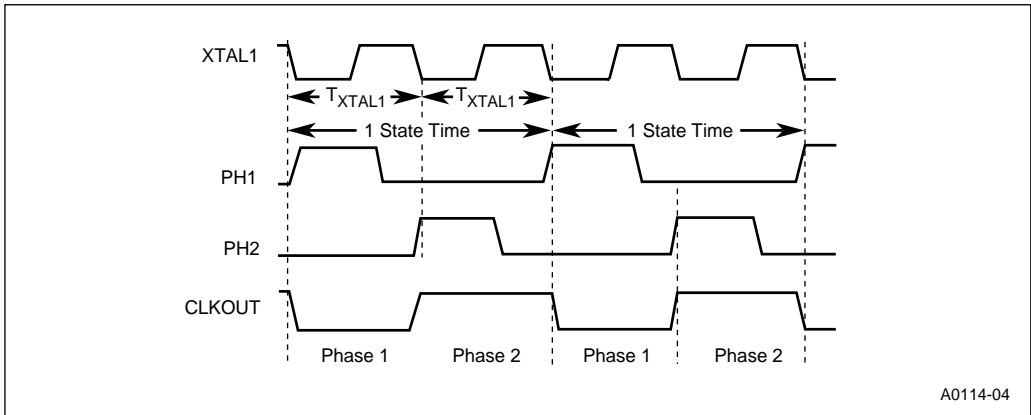 XTAL1
TXTAL1 TXTAL1
1 State Time 1 State Time
PH1
PH2
CLKOUT
Phase 1 Phase 2 Phase 1 Phase 2
A0114-04